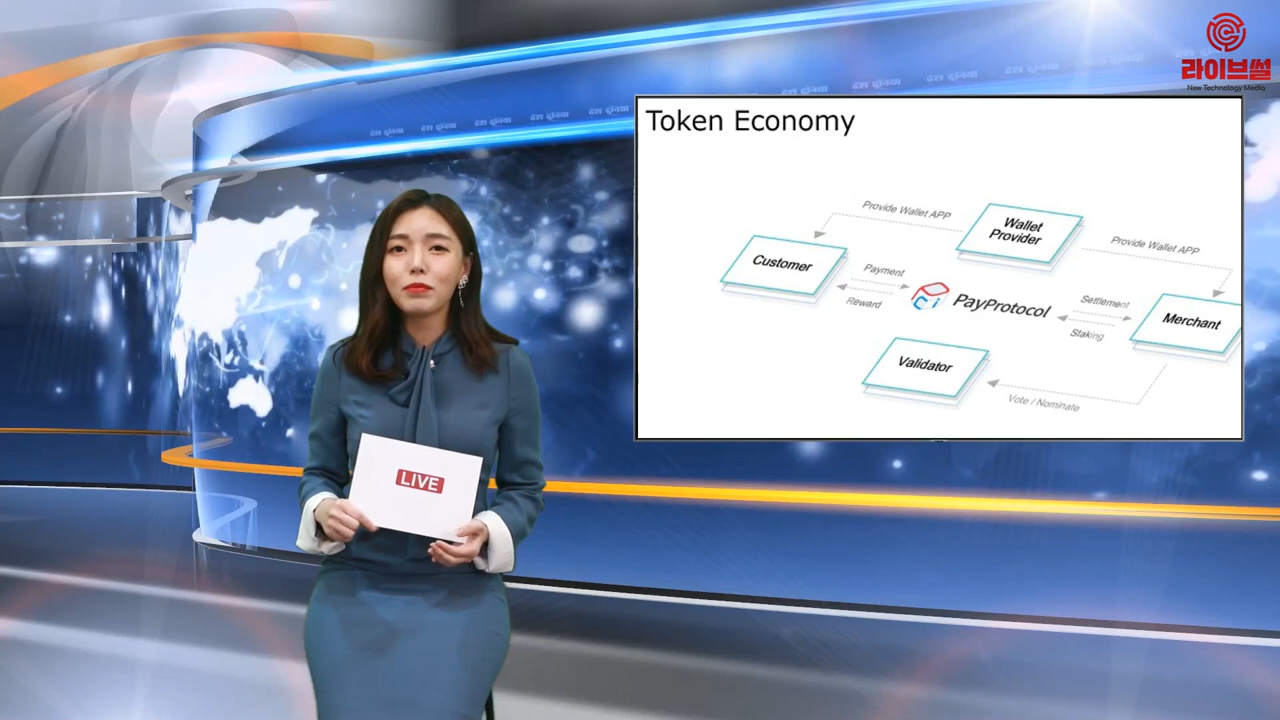 라이브썰
New Technology Media
देश दुनिया देश दुनिया देश दुनिया देश दुनिया देश दुनिया देश दुनिया देश दुनिया देश दुनिया देश दुनिया
Token Economy
Provide Wallet APP
Wallet
Provider
Provide Wallet APP
Customer
Payment
Reward
PayProtocol
Settlement
Staking
Merchant
Validator
Vote / Nominate
LIVE